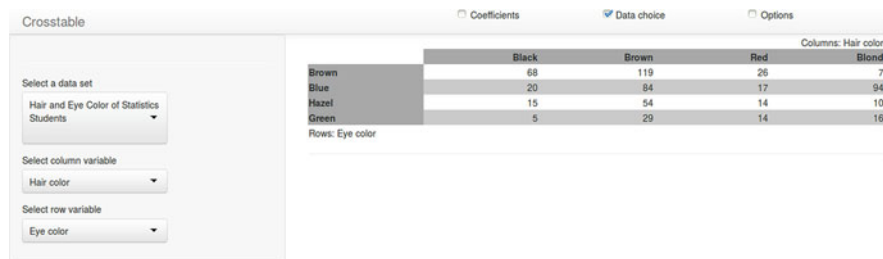 Crosstable
Coefficients
Data choice
Options
Select a data set
Hair and Eye Color of Statistics
Students
Select column variable
Hair color
Select row variable
Eye color
Columns: Hair color
Black Brown Red Blond
Brown 68 119 26 7
Blue 20 84 17 94
Hazel 15 54 14 10
Green 5 29 14 16
Rows: Eye color